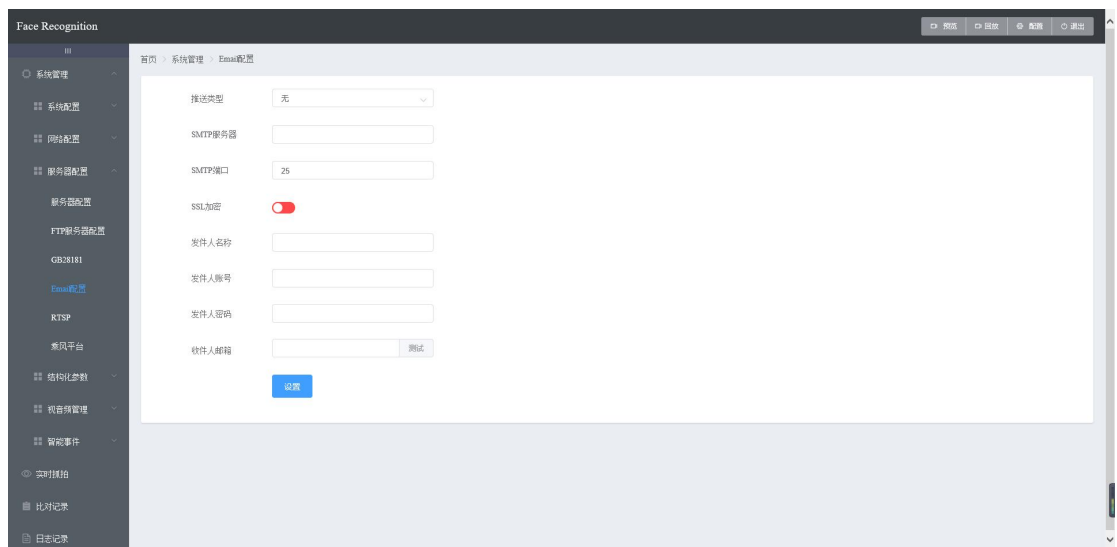 Face Recognition
预览 回放 配置 退出
首页 > 系统管理 > Email配置
系统管理
系统配置
网络配置
服务器配置
服务器配置
FTP服务器配置
GB28181
Email配置
RTSP
乘风平台
结构化参数
视音频管理
智能事件
实时抓拍
比对记录
日志记录
推送类型 无
SMTP服务器
SMTP端口 25
SSL加密
发件人名称
发件人账号
发件人密码
收件人邮箱 测试
设置